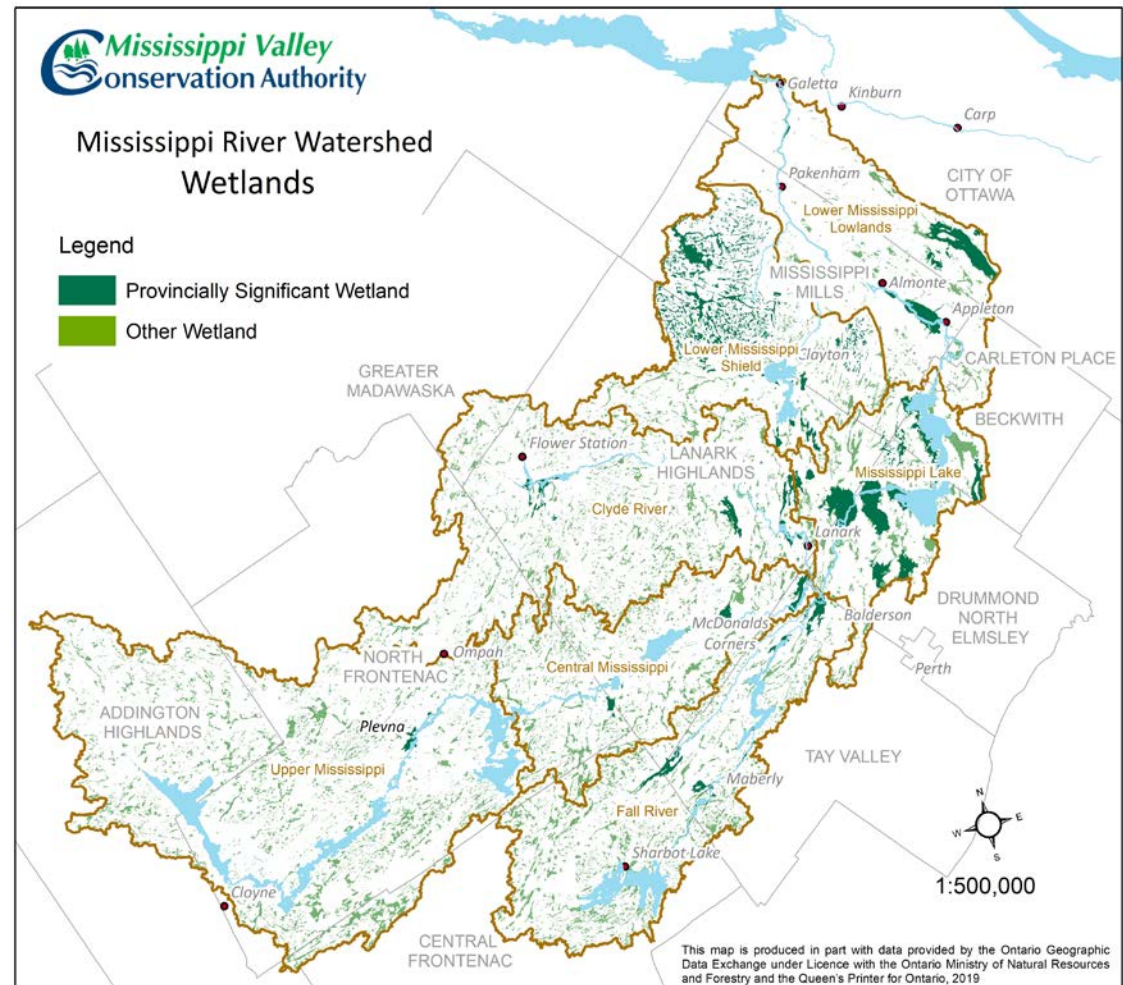 Mississippi Valley
Conservation Authority
Mississippi River Watershed
Wetlands
Legend
Provincially Significant Wetland
Other Wetland
Galetta
Kinburn
Carp
CITY OF
OTTAWA
Pakenham
Lower Mississippi
Lowlands
MISSISSIPPI
MILLS
Almonte
Appleton
Lower Mississippi
Shield
Clayton
CARLETON PLACE
GREATER
MADAWASKA
BECKWITH
Flower Station
LANARK
HIGHLANDS
Mississippi Lake
Clyde River
Lanark
DRUMMOND
NORTH
ELMSLEY
Balderson
McDonalds
Corners
Perth
NORTH
FRONTENAC
Ompah
Central Mississippi
ADDINGTON
HIGHLANDS
Plevna
Upper Mississippi
TAY VALLEY
Maberly
Fall River
Sharbot Lake
Cloyne
CENTRAL
FRONTENAC
N
W
E
S
1:500,000
This map is produced in part with data provided by the Ontario Geographic
Data Exchange under Licence with the Ontario Ministry of Natural Resources
and Forestry and the Queen's Printer for Ontario, 2019